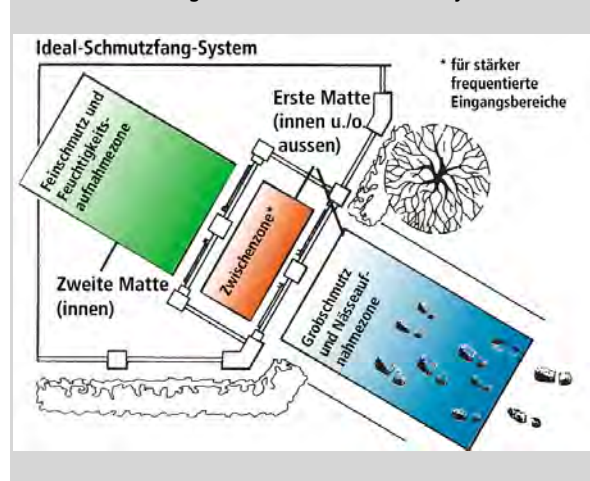 Ideal-Schmutzfang-System
* für stärker
frequentierte
Eingangsbereiche
Erste Matte
(innen u./o.
aussen)
Feinschmutz und
Feuchtigkeits-
aufnahmezone
Zwischenzone*
Zweite Matte
(innen)
Grobschmutz
und Nässeauf-
nahmezone